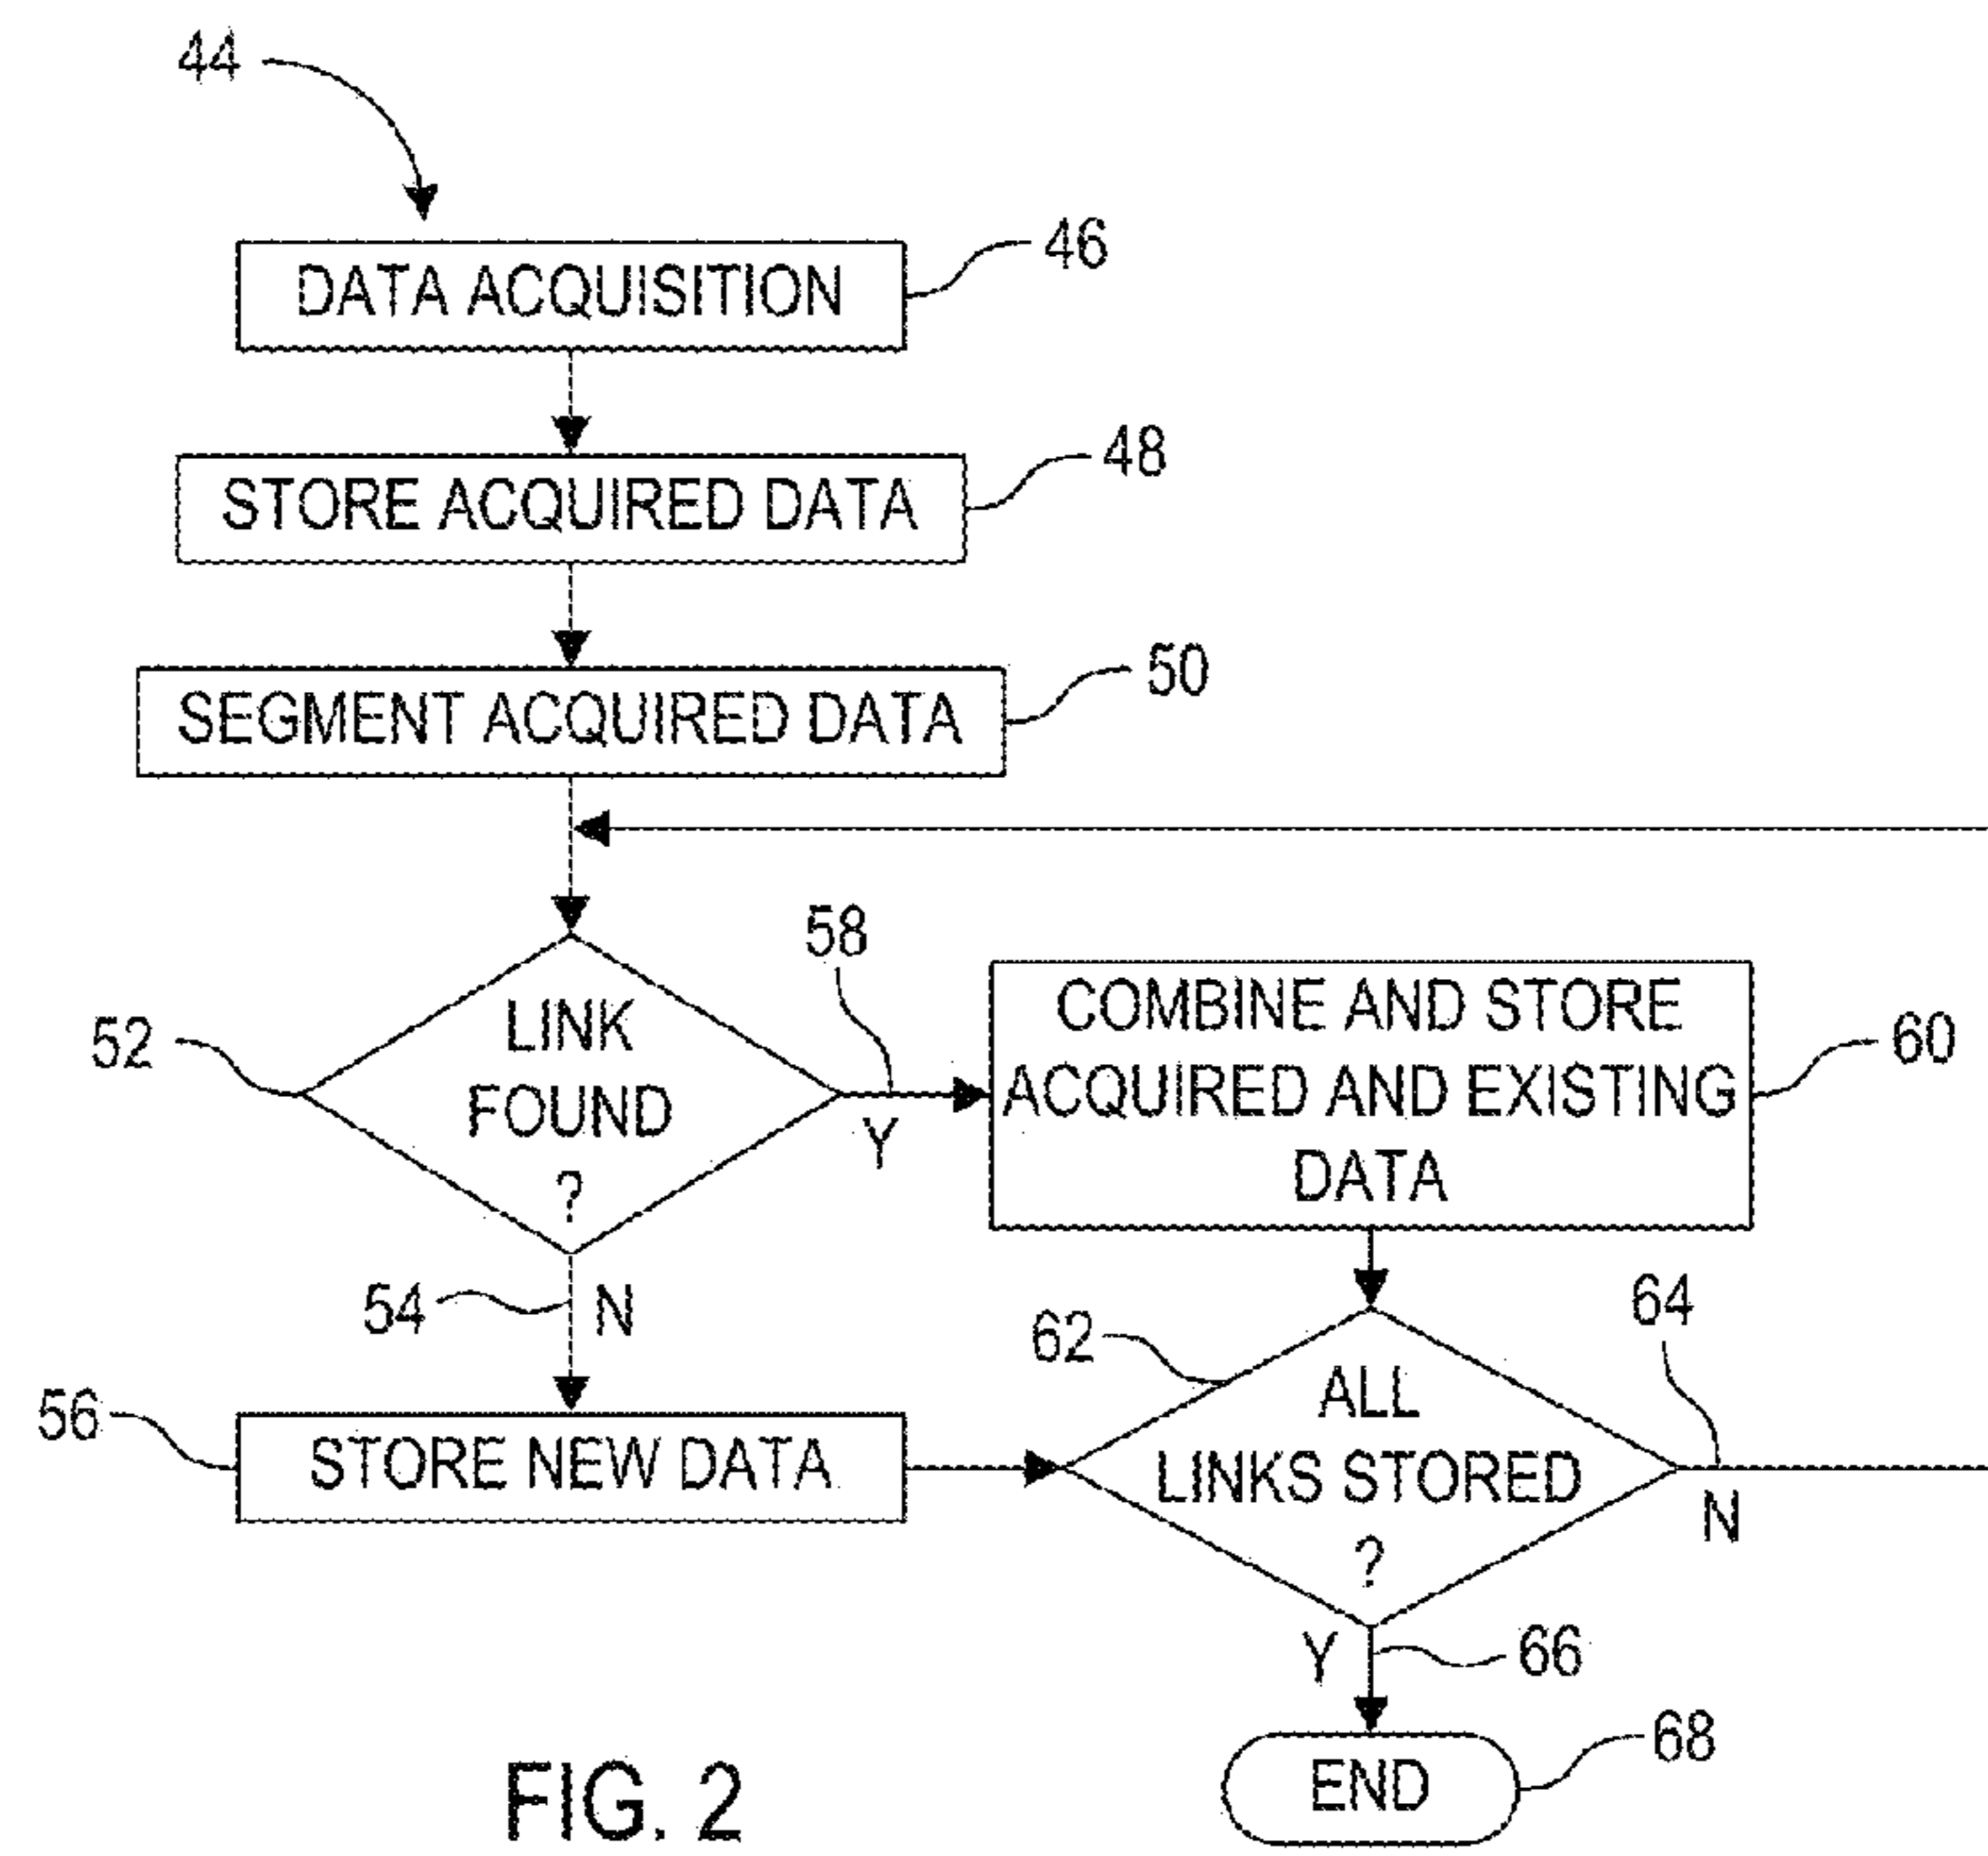 44
DATA ACQUISITION
46
STORE ACQUIRED DATA
48
SEGMENT ACQUIRED DATA
50
52
LINK
FOUND
?
58
Y
COMBINE AND STORE
ACQUIRED AND EXISTING
DATA
60
54
N
56
STORE NEW DATA
62
ALL
LINKS STORED
?
64
N
Y
66
END
68
FIG. 2